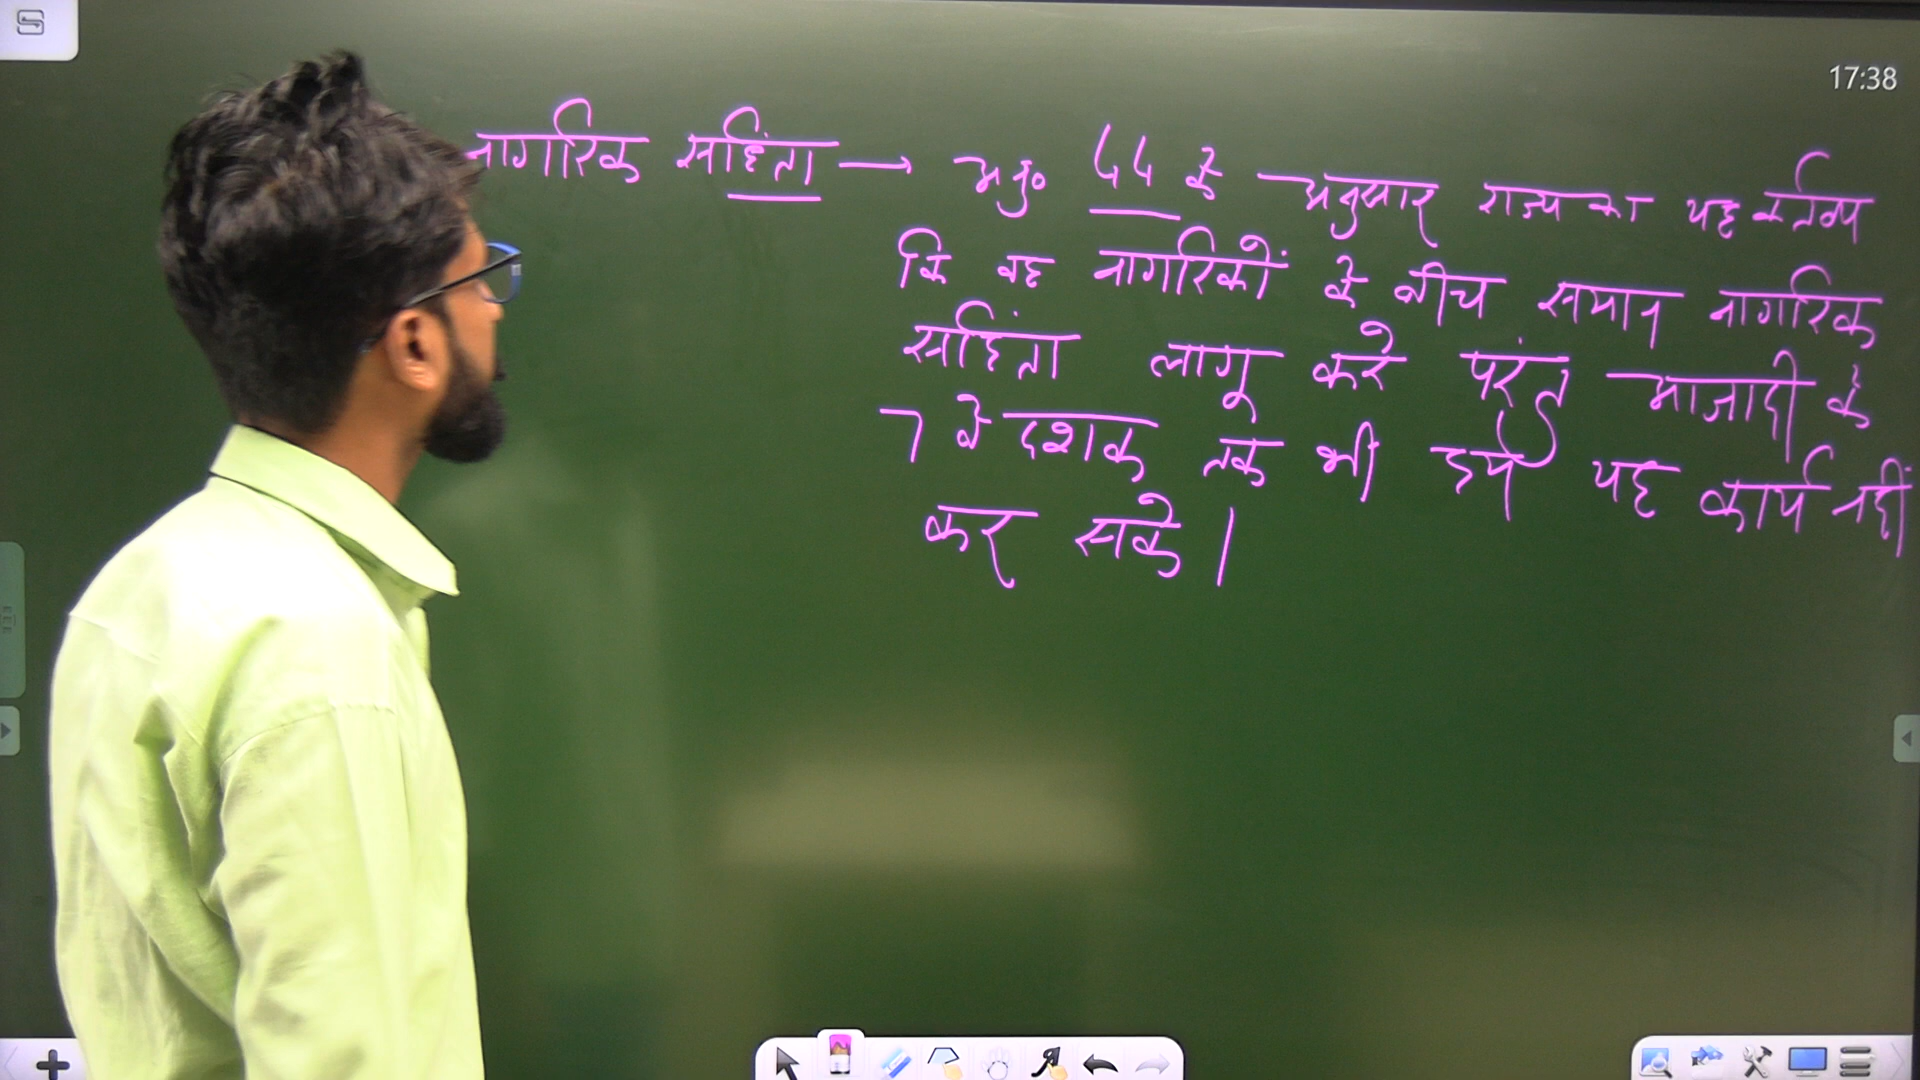 17:38
नागरिक संहिता → अनु० 44 के अनुसार राज्य का यह कर्तव्य
कि वह नागरिकों के बीच समान नागरिक
संहिता लागू करे परंतु आजादी के
7 वे दशक तक भी हम यह कार्य नहीं
कर सके।